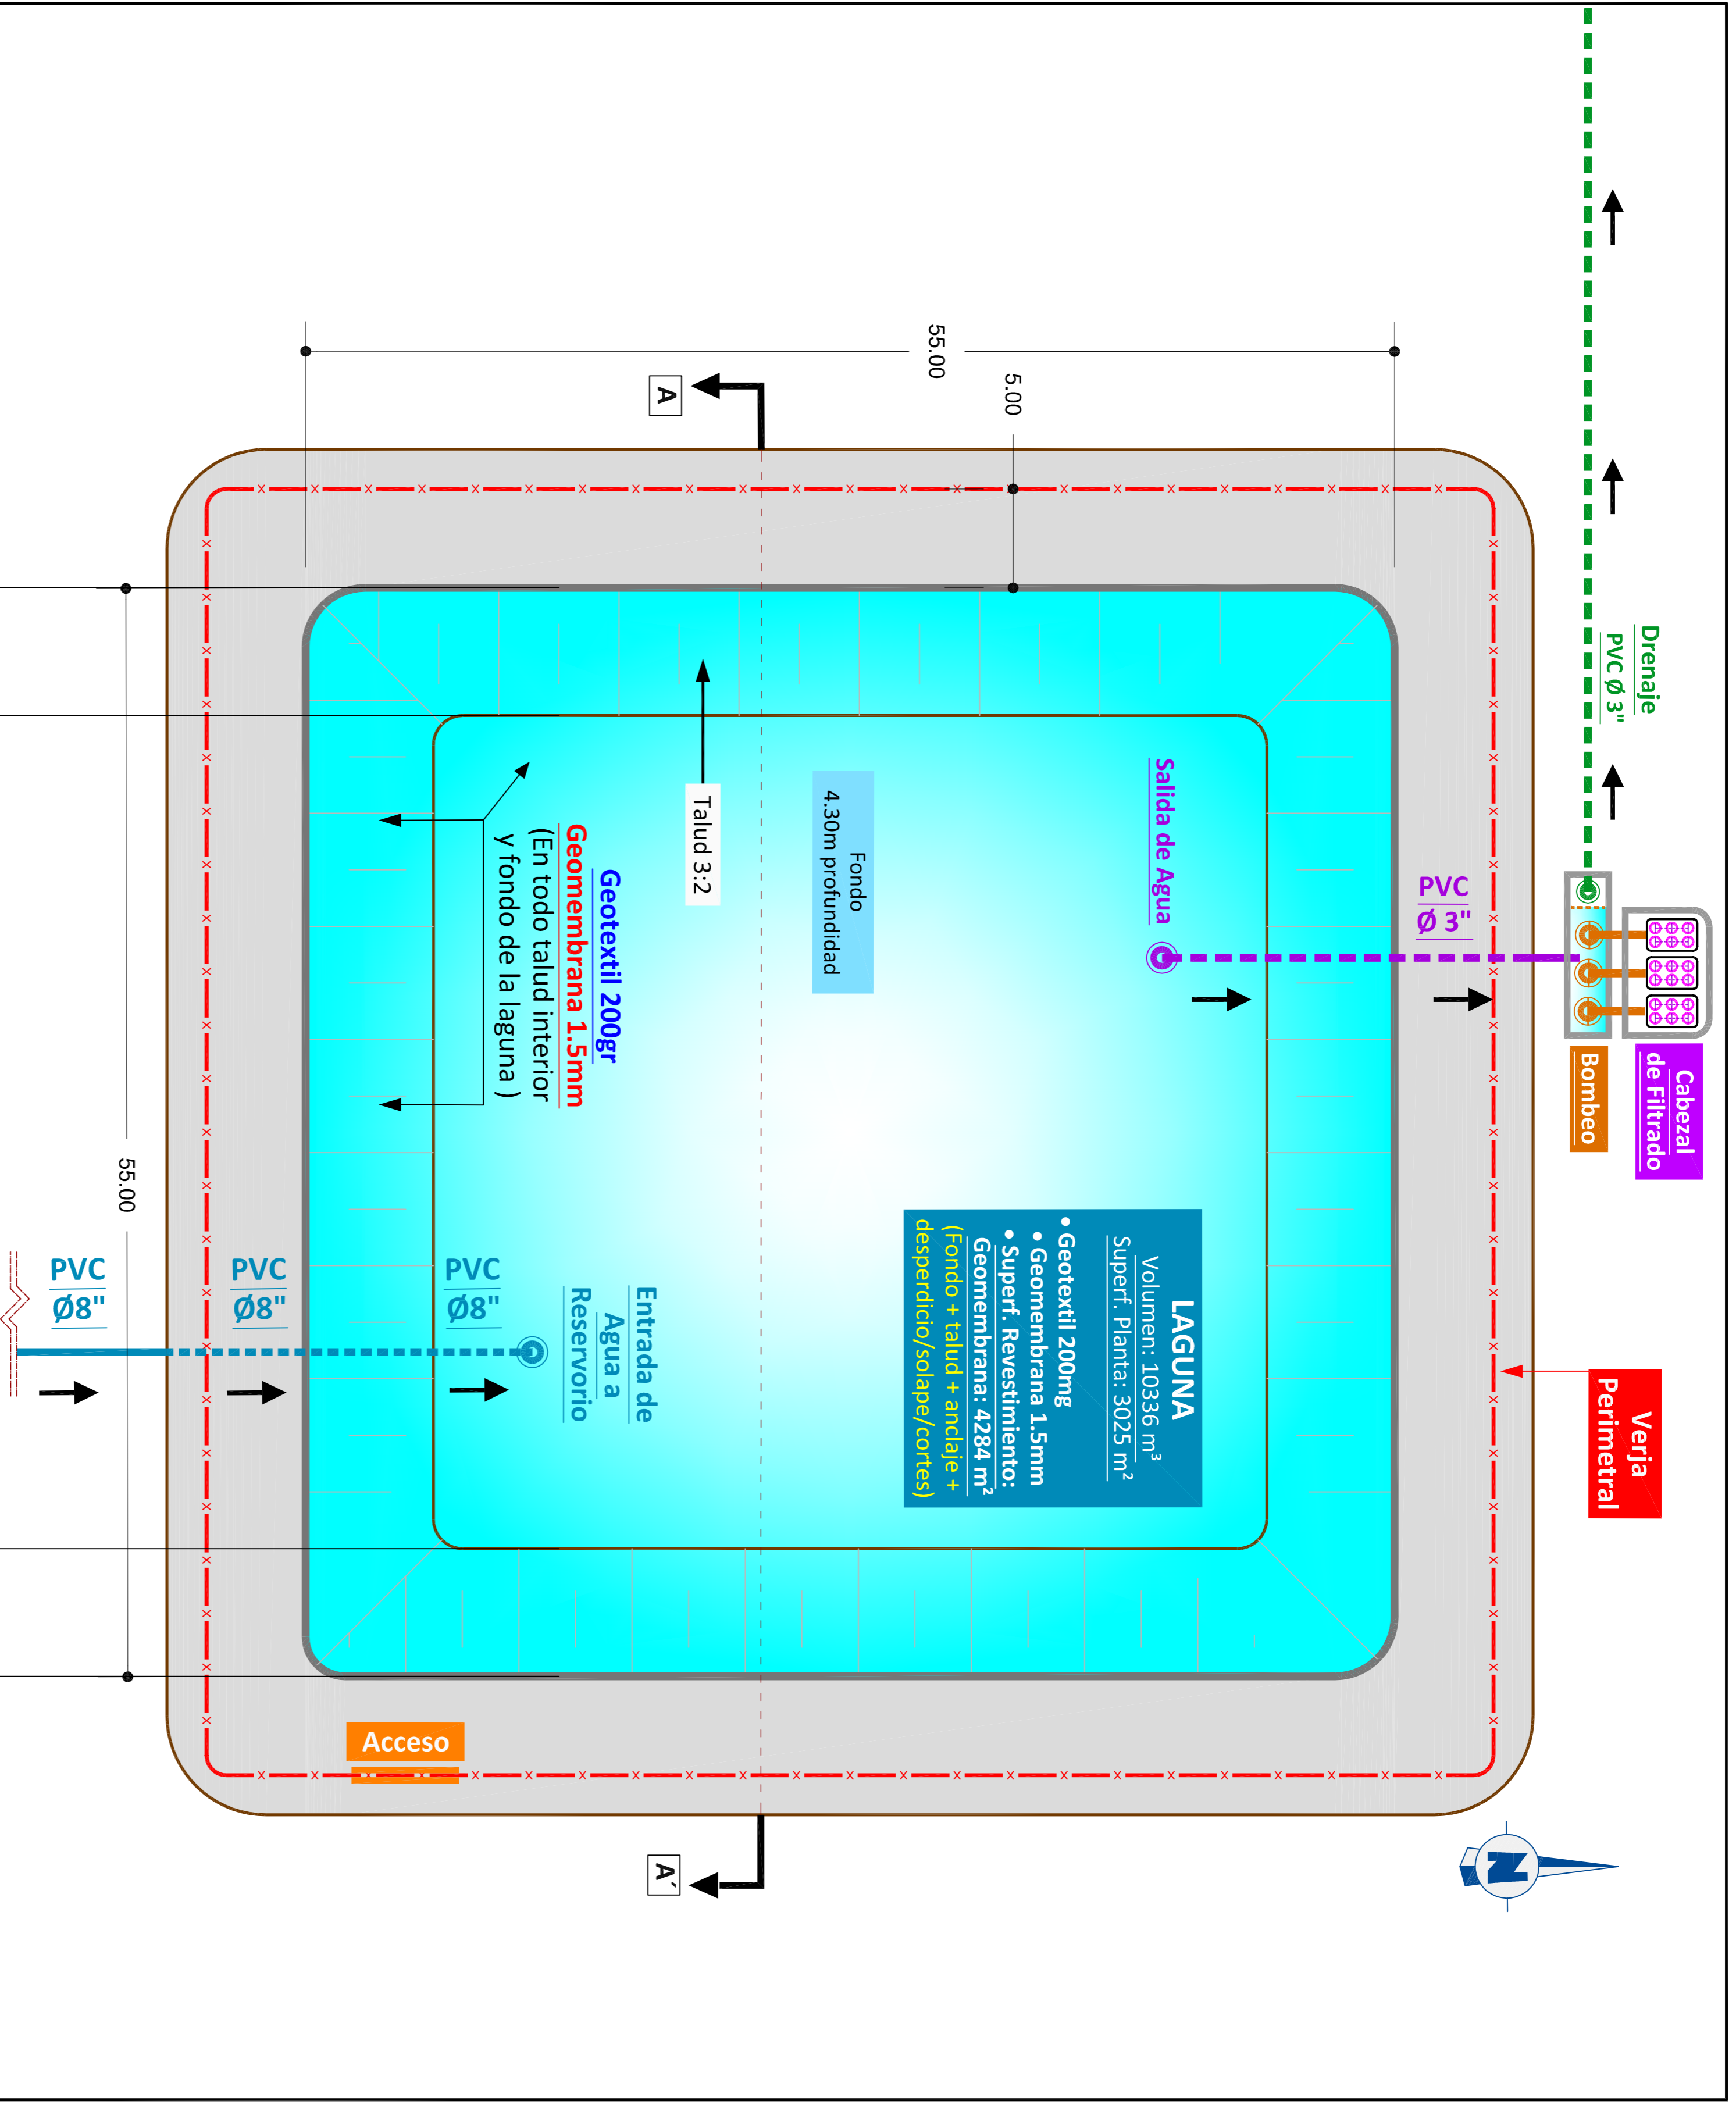 Drenaje
PVC Ø 3"
55.00
5.00
A
Cabezal
de Filtrado
Bombeo
PVC
Ø 3"
Salida de Agua
Fondo
4.30m profundidad
Talud 3:2
Geotextil 200gr
Geomembrana 1.5mm
(En todo talud interior
y fondo de la laguna )
LAGUNA
Volumen: 10336 m³
Superf. Planta: 3025 m²
• Geotextil 200mg
• Geomembrana 1.5mm
• Superf. Revestimiento:
Geomembrana: 4284 m²
(Fondo + talud + anclaje +
desperdicio/solape/cortes)
Verja
Perimetral
Entrada de
Agua a
Reservorio
PVC
Ø8"
PVC
Ø8"
PVC
Ø8"
55.00
Acceso
A´
N